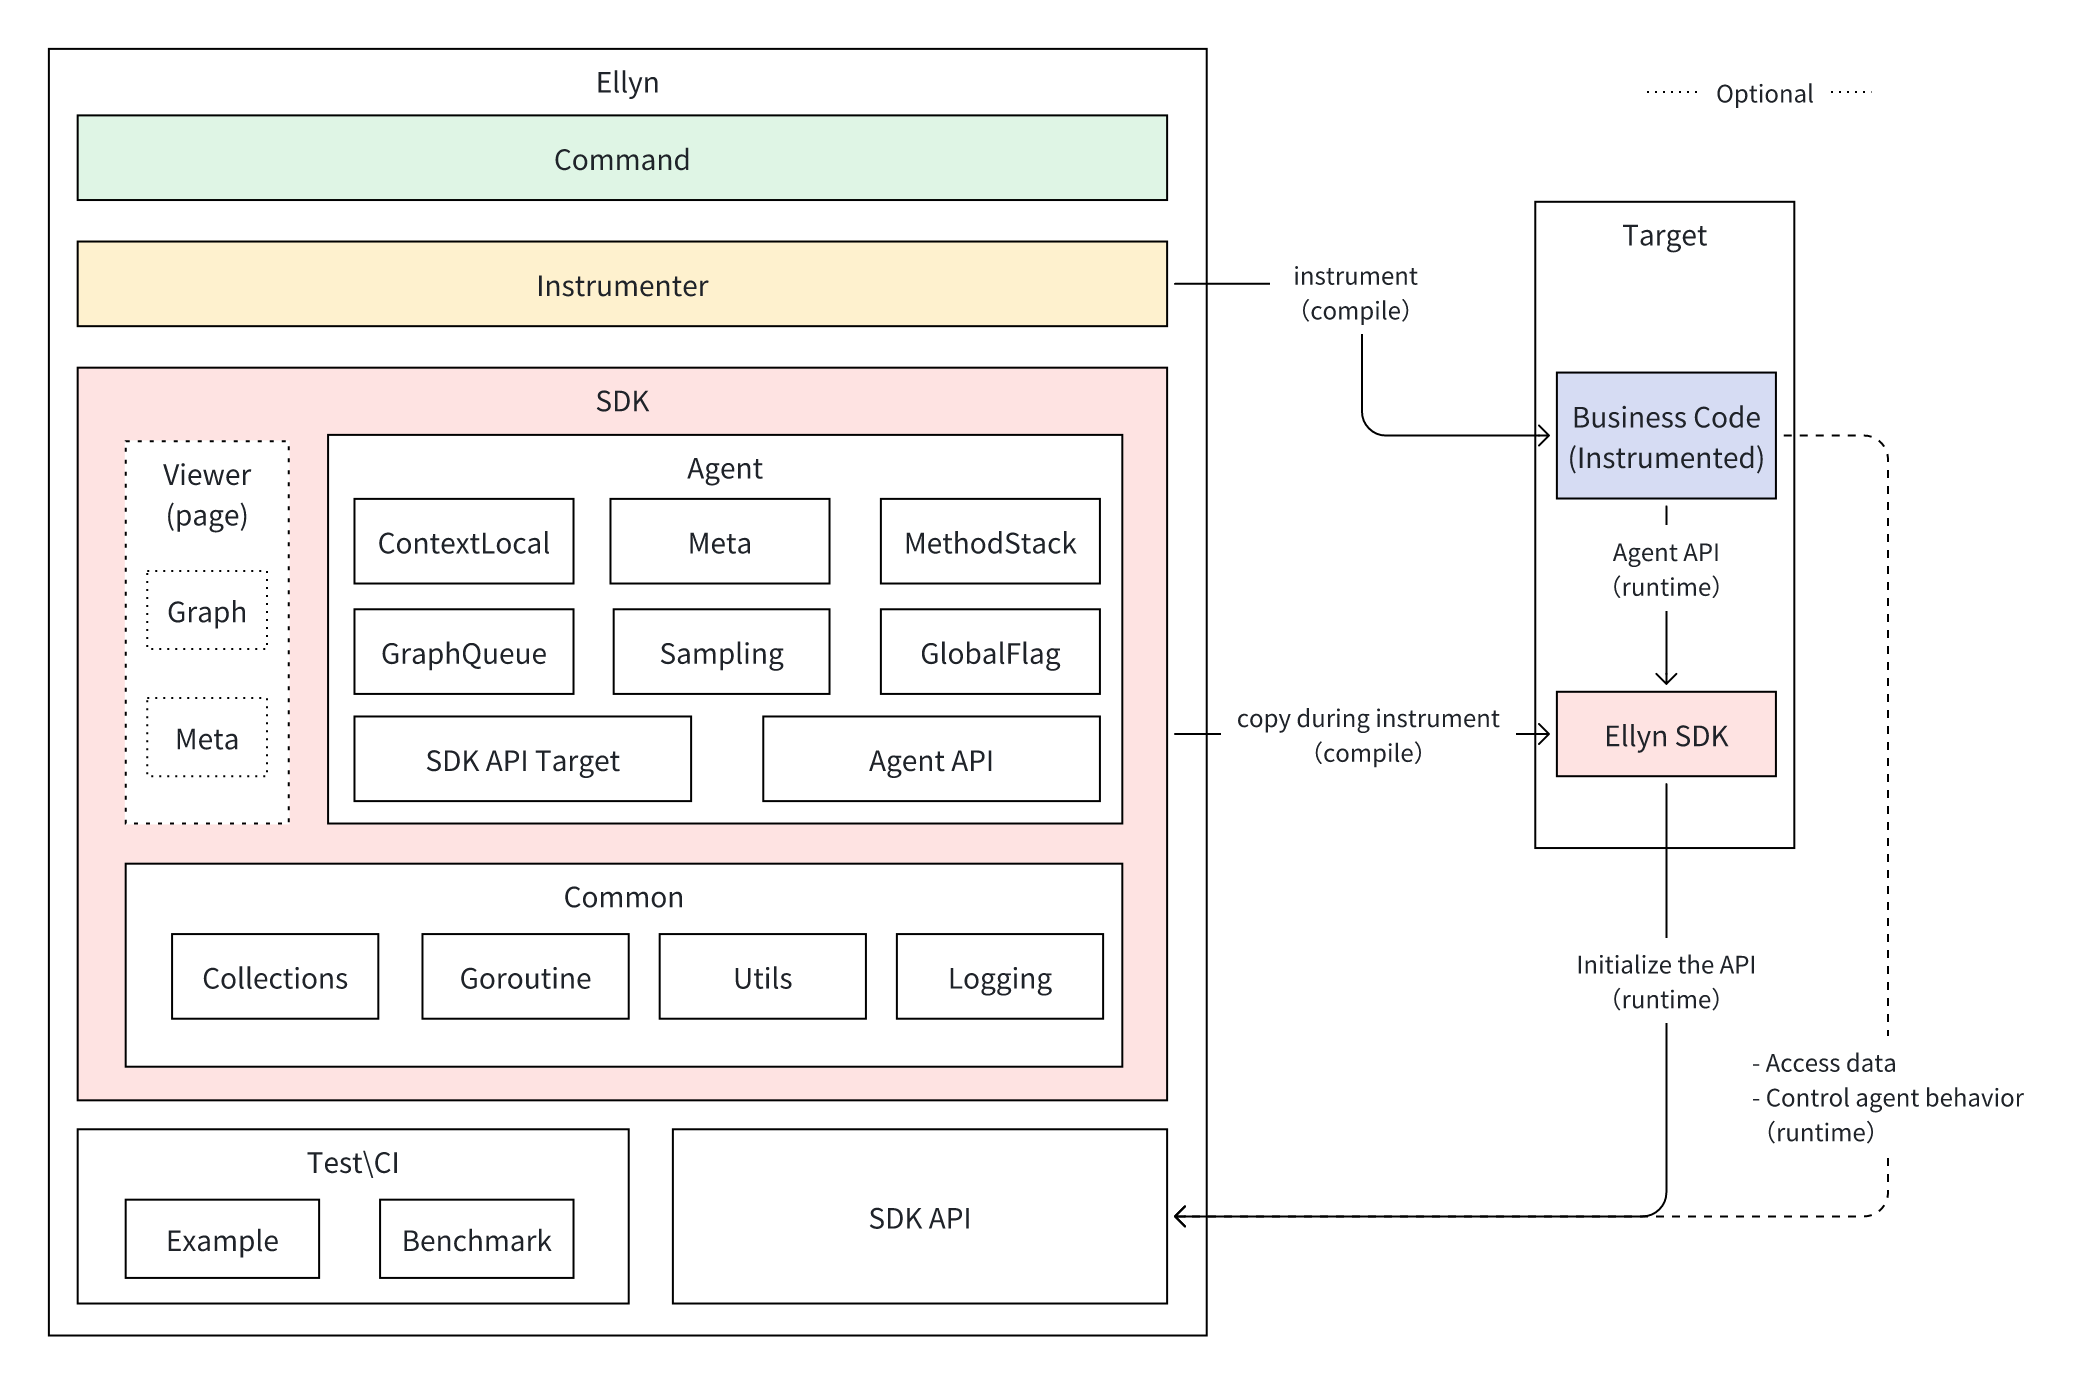 Ellyn
Command
Instrumenter
SDK
Viewer
(page)
Graph
Meta
Agent
ContextLocal
Meta
MethodStack
GraphQueue
Sampling
GlobalFlag
SDK API Target
Agent API
Common
Collections
Goroutine
Utils
Logging
Test\CI
Example
Benchmark
SDK API
instrument
（compile）
copy during instrument
（compile）
Optional
Target
Business Code
(Instrumented)
Agent API
（runtime）
Ellyn SDK
Initialize the API
（runtime）
- Access data
- Control agent behavior
（runtime）